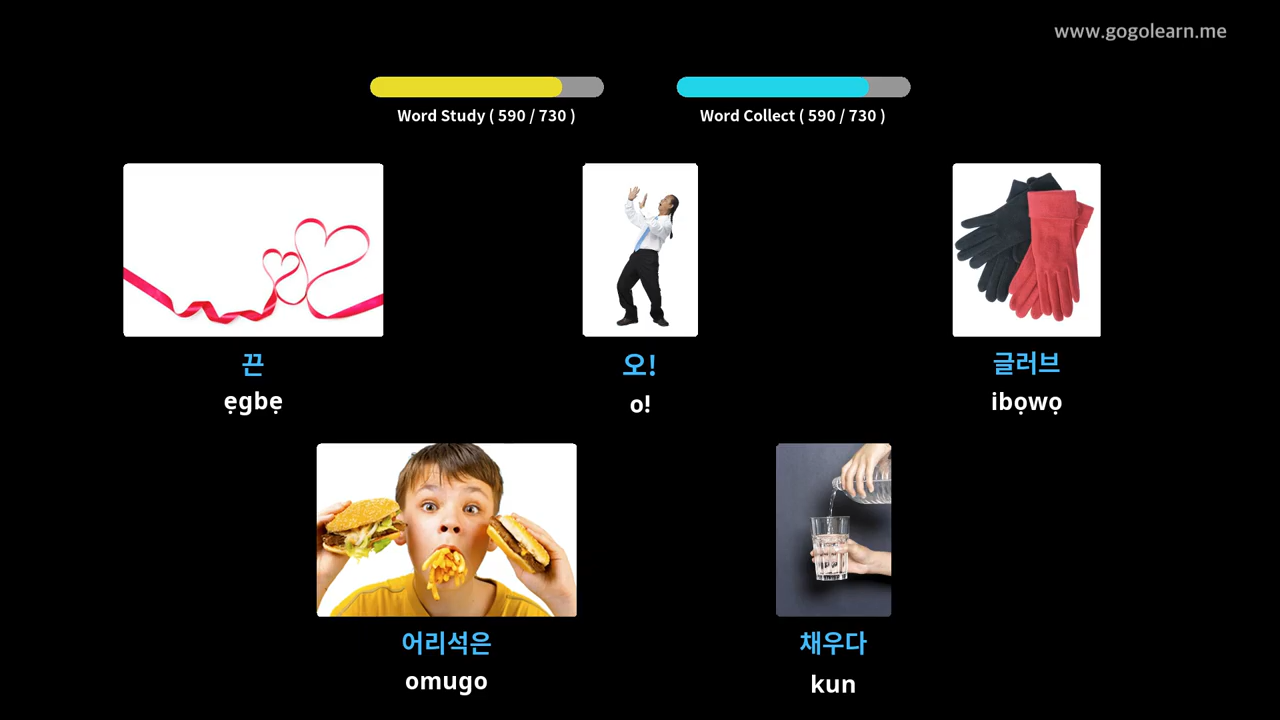 www.gogolearn.me
Word Study ( 590 / 730 )
Word Collect ( 590 / 730 )
끈
ẹgbẹ
오!
o!
글러브
ibọwọ
어리석은
omugo
채우다
kun